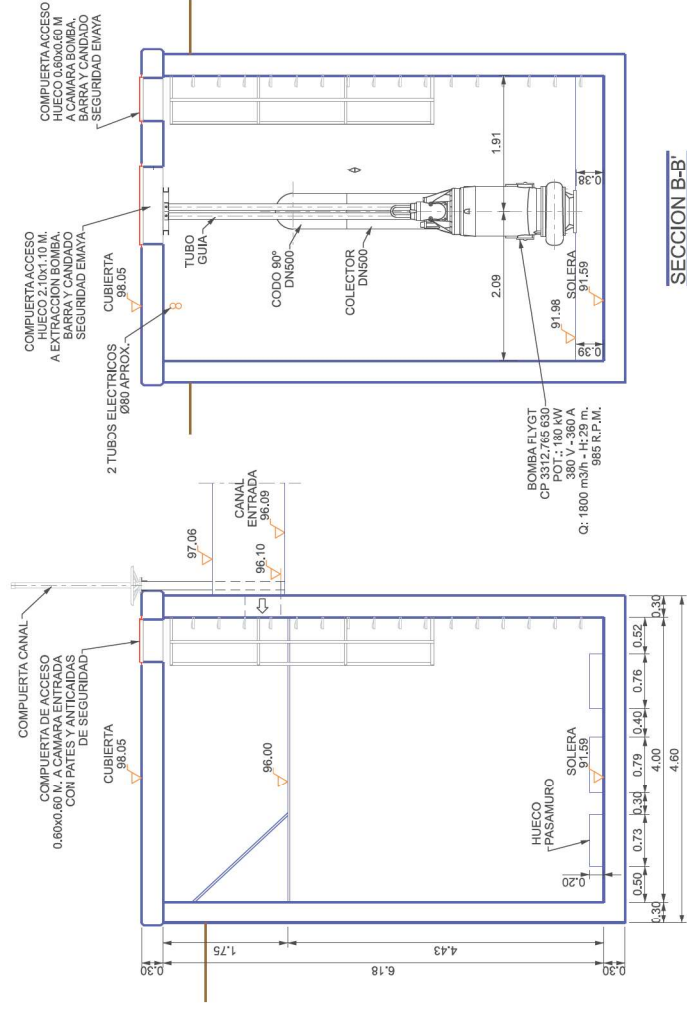 COMPUERTA CANAL
COMPUERTA DE ACCESO
0.60x0.60 M. A CAMARA ENTRADA
CON PATES Y ANTICAIDAS
DE SEGURIDAD
CUBIERTA
98.05
97.06
CANAL
ENTRADA
96.09
96.10
96.00
HUECO
PASAMURO
SOLERA
91.59
0.30
1.75
6.18
4.43
0.30
0.20
0.30
0.50
0.73
0.30
0.79
0.40
0.76
0.52
0.30
4.00
4.60
COMPUERTA ACCESO
HUECO 2.10x1.10 M.
A EXTRACCION BOMBA.
BARRA Y CANDADO
SEGURIDAD EMAYA
COMPUERTA ACCESO
HUECO 0.60x0.60 M
A CAMARA BOMBA.
BARRA Y CANDADO
SEGURIDAD EMAYA
CUBIERTA
98.05
2 TUBOS ELECTRICOS
Ø80 APROX.
8
TUBO
GUIA
CODO 90º
DN500
COLECTOR
DN500
2.09
1.91
91.98
SOLERA
91.59
0.39
0.38
BOMBA FLYGT
CP 3312.765 630
POT.: 180 kW
380 V - 360 A
Q: 1800 m3/h - H: 29 m.
985 R.P.M.
SECCION B-B'